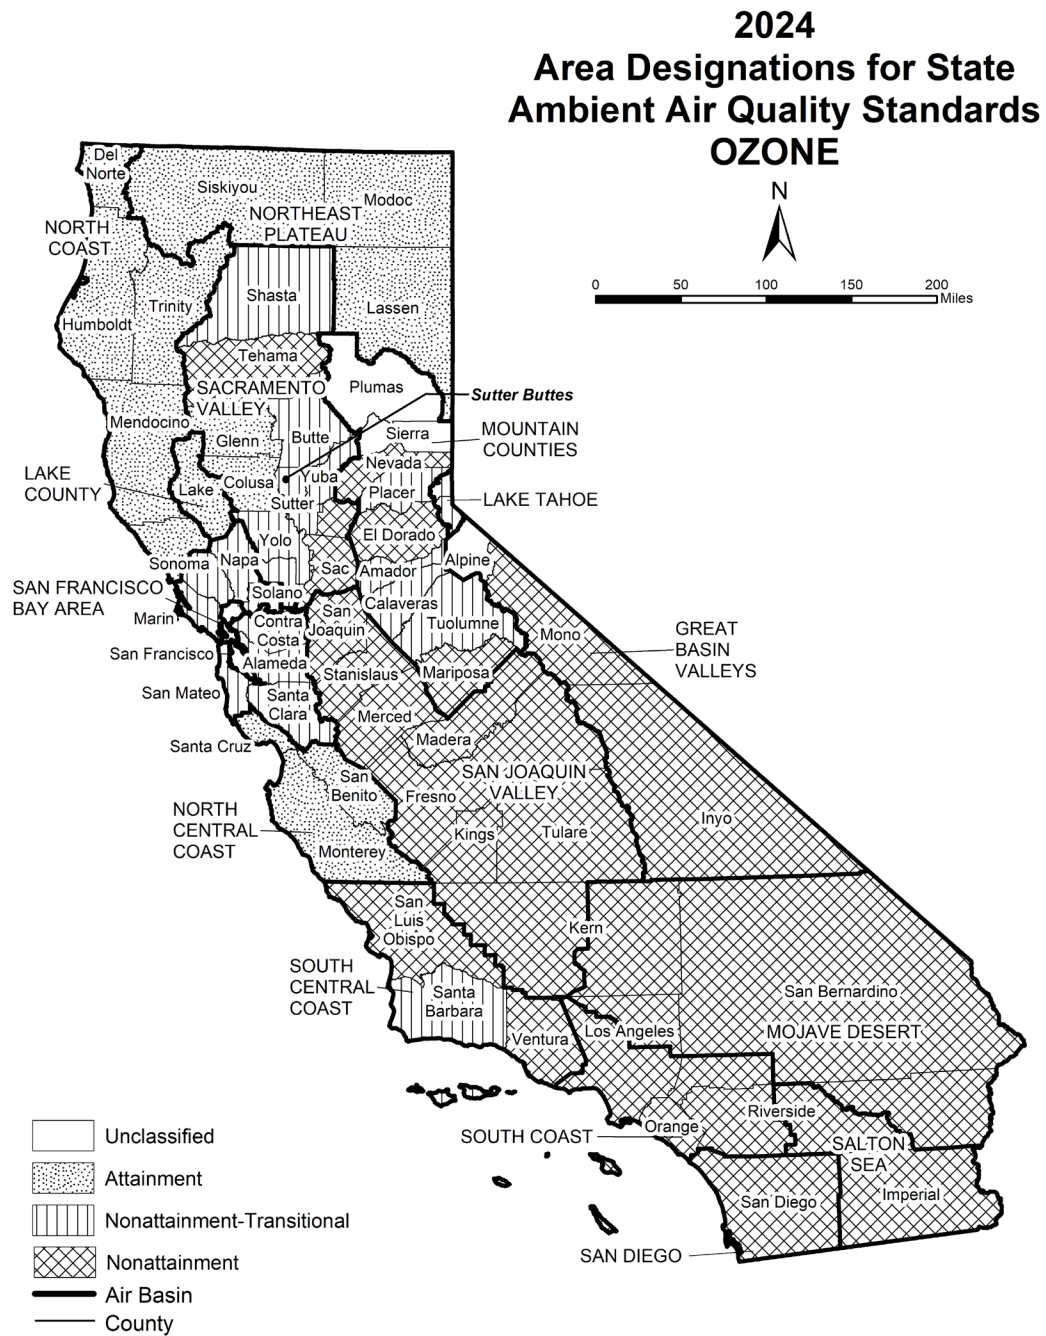 2024
Area Designations for State
Ambient Air Quality Standards
OZONE
N
0 50 100 150 200
Miles
Del
Norte
Siskiyou
Modoc
NORTHEAST
PLATEAU
NORTH
COAST
Shasta
Trinity
Lassen
Humboldt
Tehama
Plumas
SACRAMENTO
VALLEY
Sutter Buttes
Mendocino
Glenn
Butte
Sierra
MOUNTAIN
COUNTIES
Nevada
LAKE
COUNTY
Lake
Colusa
Yuba
Placer
LAKE TAHOE
Sutter
Yolo
El Dorado
Sonoma
Napa
Sac
Amador
Alpine
SAN FRANCISCO
BAY AREA
Solano
Calaveras
Marin
Contra
Costa
San
Joaquin
Tuolumne
Mono
GREAT
BASIN
VALLEYS
San Francisco
Alameda
Stanislaus
Mariposa
San Mateo
Santa
Clara
Merced
Santa Cruz
Madera
SAN JOAQUIN
VALLEY
San
Benito
Fresno
NORTH
CENTRAL
COAST
Kings
Tulare
Inyo
Monterey
San
Luis
Obispo
Kern
SOUTH
CENTRAL
COAST
Santa
Barbara
San Bernardino
Ventura
Los Angeles
MOJAVE DESERT
Orange
Riverside
SOUTH COAST
SALTON
SEA
San Diego
Imperial
SAN DIEGO
Unclassified
Attainment
Nonattainment-Transitional
Nonattainment
Air Basin
County